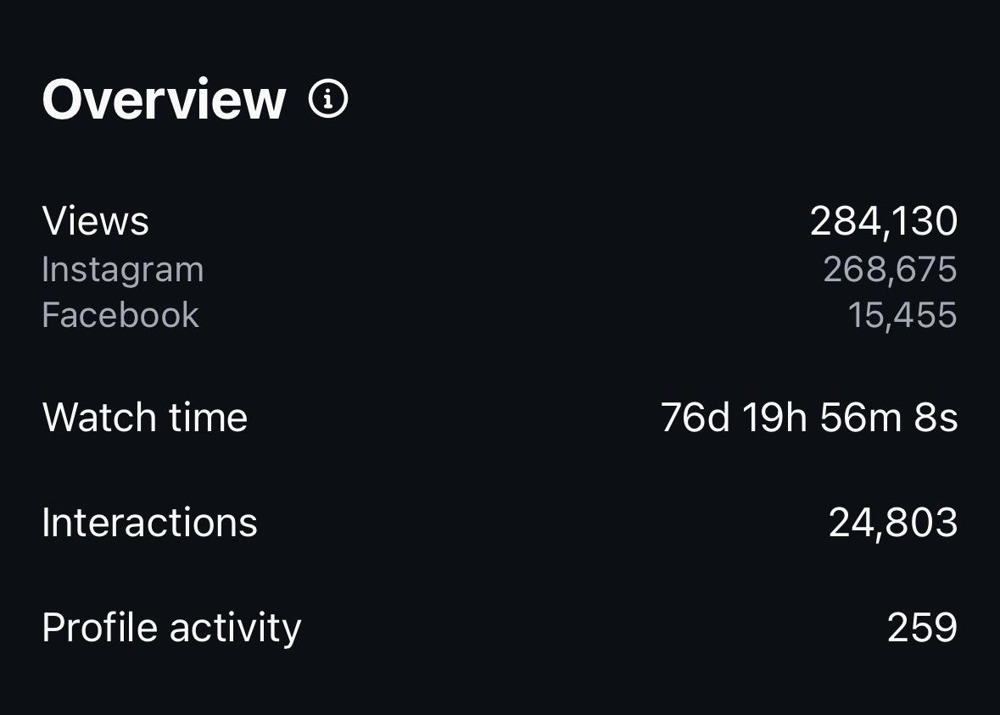 Overview
Views 284,130
Instagram 268,675
Facebook 15,455
Watch time 76d 19h 56m 8s
Interactions 24,803
Profile activity 259